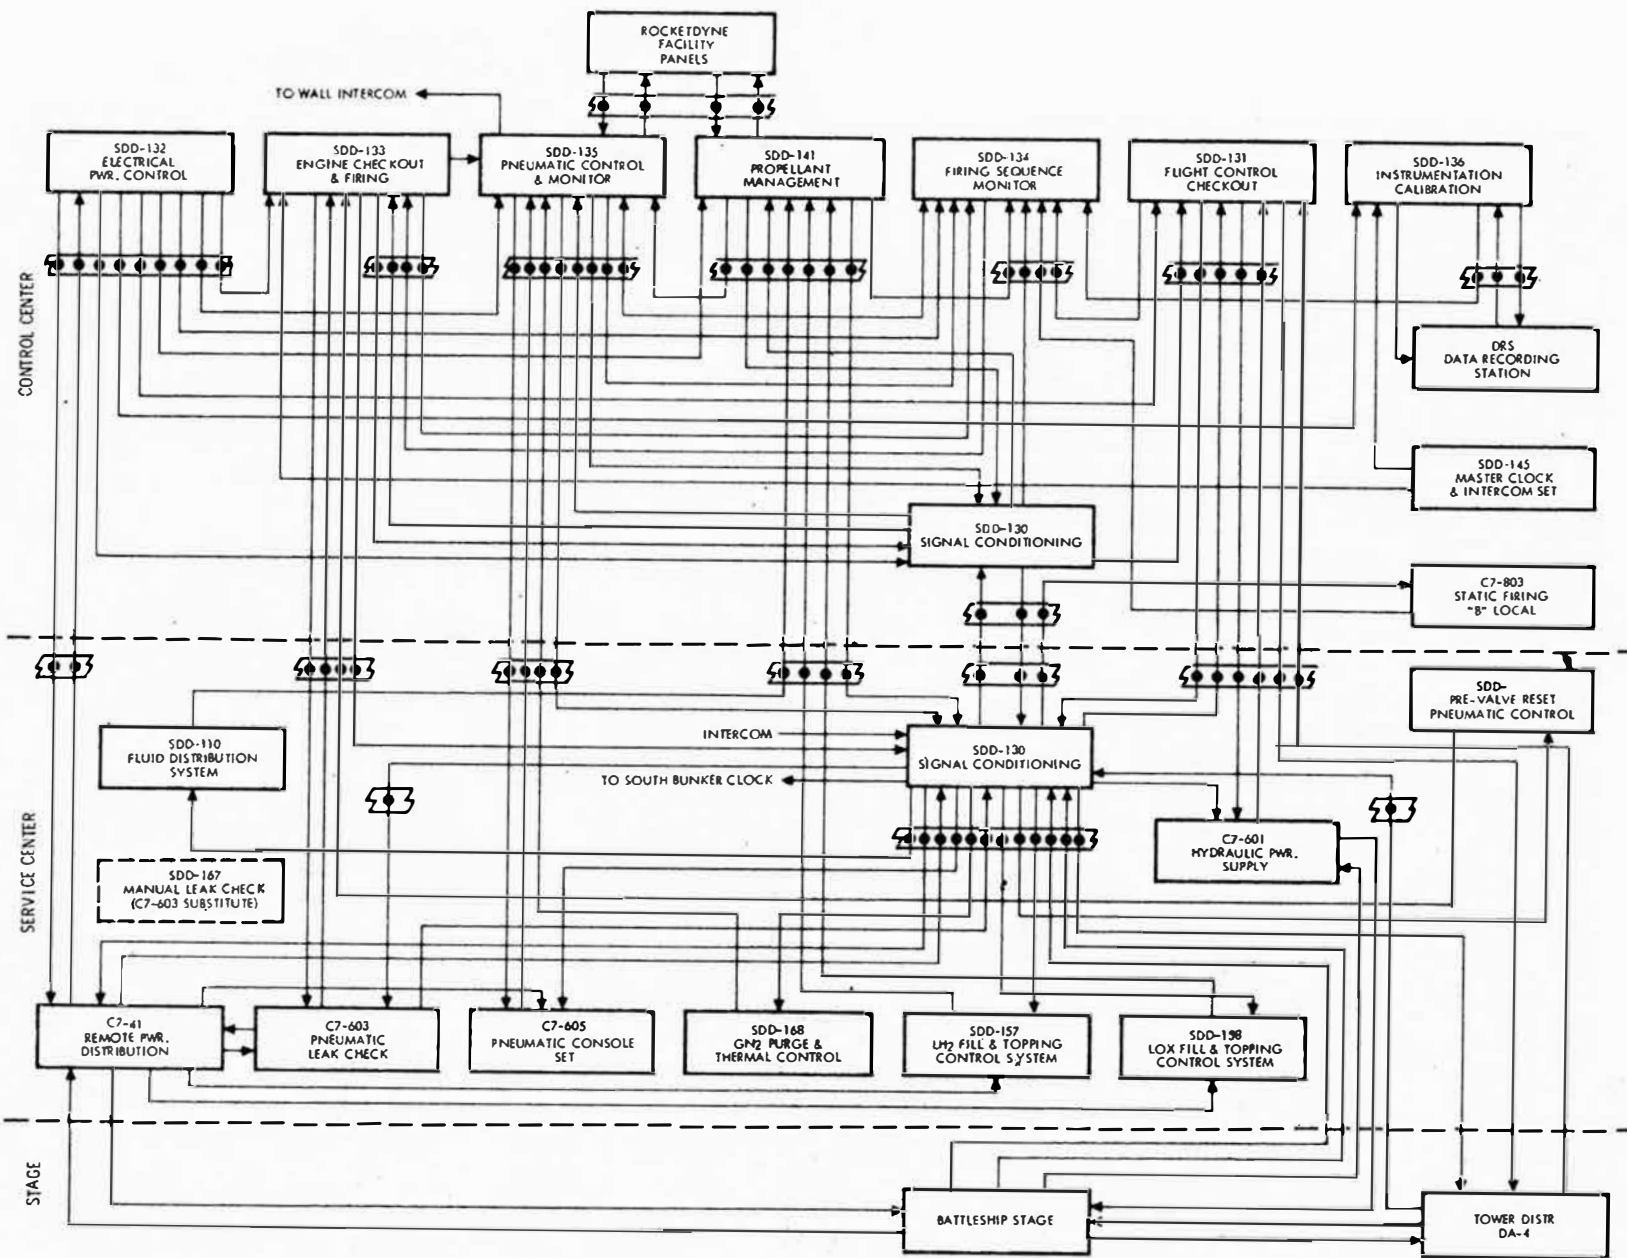 ROCKETDYNE
FACILITY
PANELS
TO WALL INTERCOM
SDD-132
ELECTRICAL
PWR. CONTROL
SDD-133
ENGINE CHECKOUT
& FIRING
SDD-135
PNEUMATIC CONTROL
& MONITOR
SDD-141
PROPELLANT
MANAGEMENT
SDD-134
FIRING SEQUENCE
MONITOR
SDD-131
FLIGHT CONTROL
CHECKOUT
SDD-136
INSTRUMENTATION
CALIBRATION
CONTROL CENTER
DRS
DATA RECORDING
STATION
SDD-145
MASTER CLOCK
& INTERCOM SET
SDD-130
SIGNAL CONDITIONING
C7-803
STATIC FIRING
"B" LOCAL
SDD-
PRE-VALVE RESET
PNEUMATIC CONTROL
SDD-110
FLUID DISTRIBUTION
SYSTEM
INTERCOM
SDD-130
SIGNAL CONDITIONING
TO SOUTH BUNKER CLOCK
SERVICE CENTER
C7-601
HYDRAULIC PWR.
SUPPLY
SDD-167
MANUAL LEAK CHECK
(C7-603 SUBSTITUTE)
C7-41
REMOTE PWR.
DISTRIBUTION
C7-603
PNEUMATIC
LEAK CHECK
C7-605
PNEUMATIC CONSOLE
SET
SDD-168
GN2 PURGE &
THERMAL CONTROL
SDD-157
LH2 FILL & TOPPING
CONTROL SYSTEM
SDD-158
LOX FILL & TOPPING
CONTROL SYSTEM
STAGE
BATTLESHIP STAGE
TOWER DISTR
DA-4